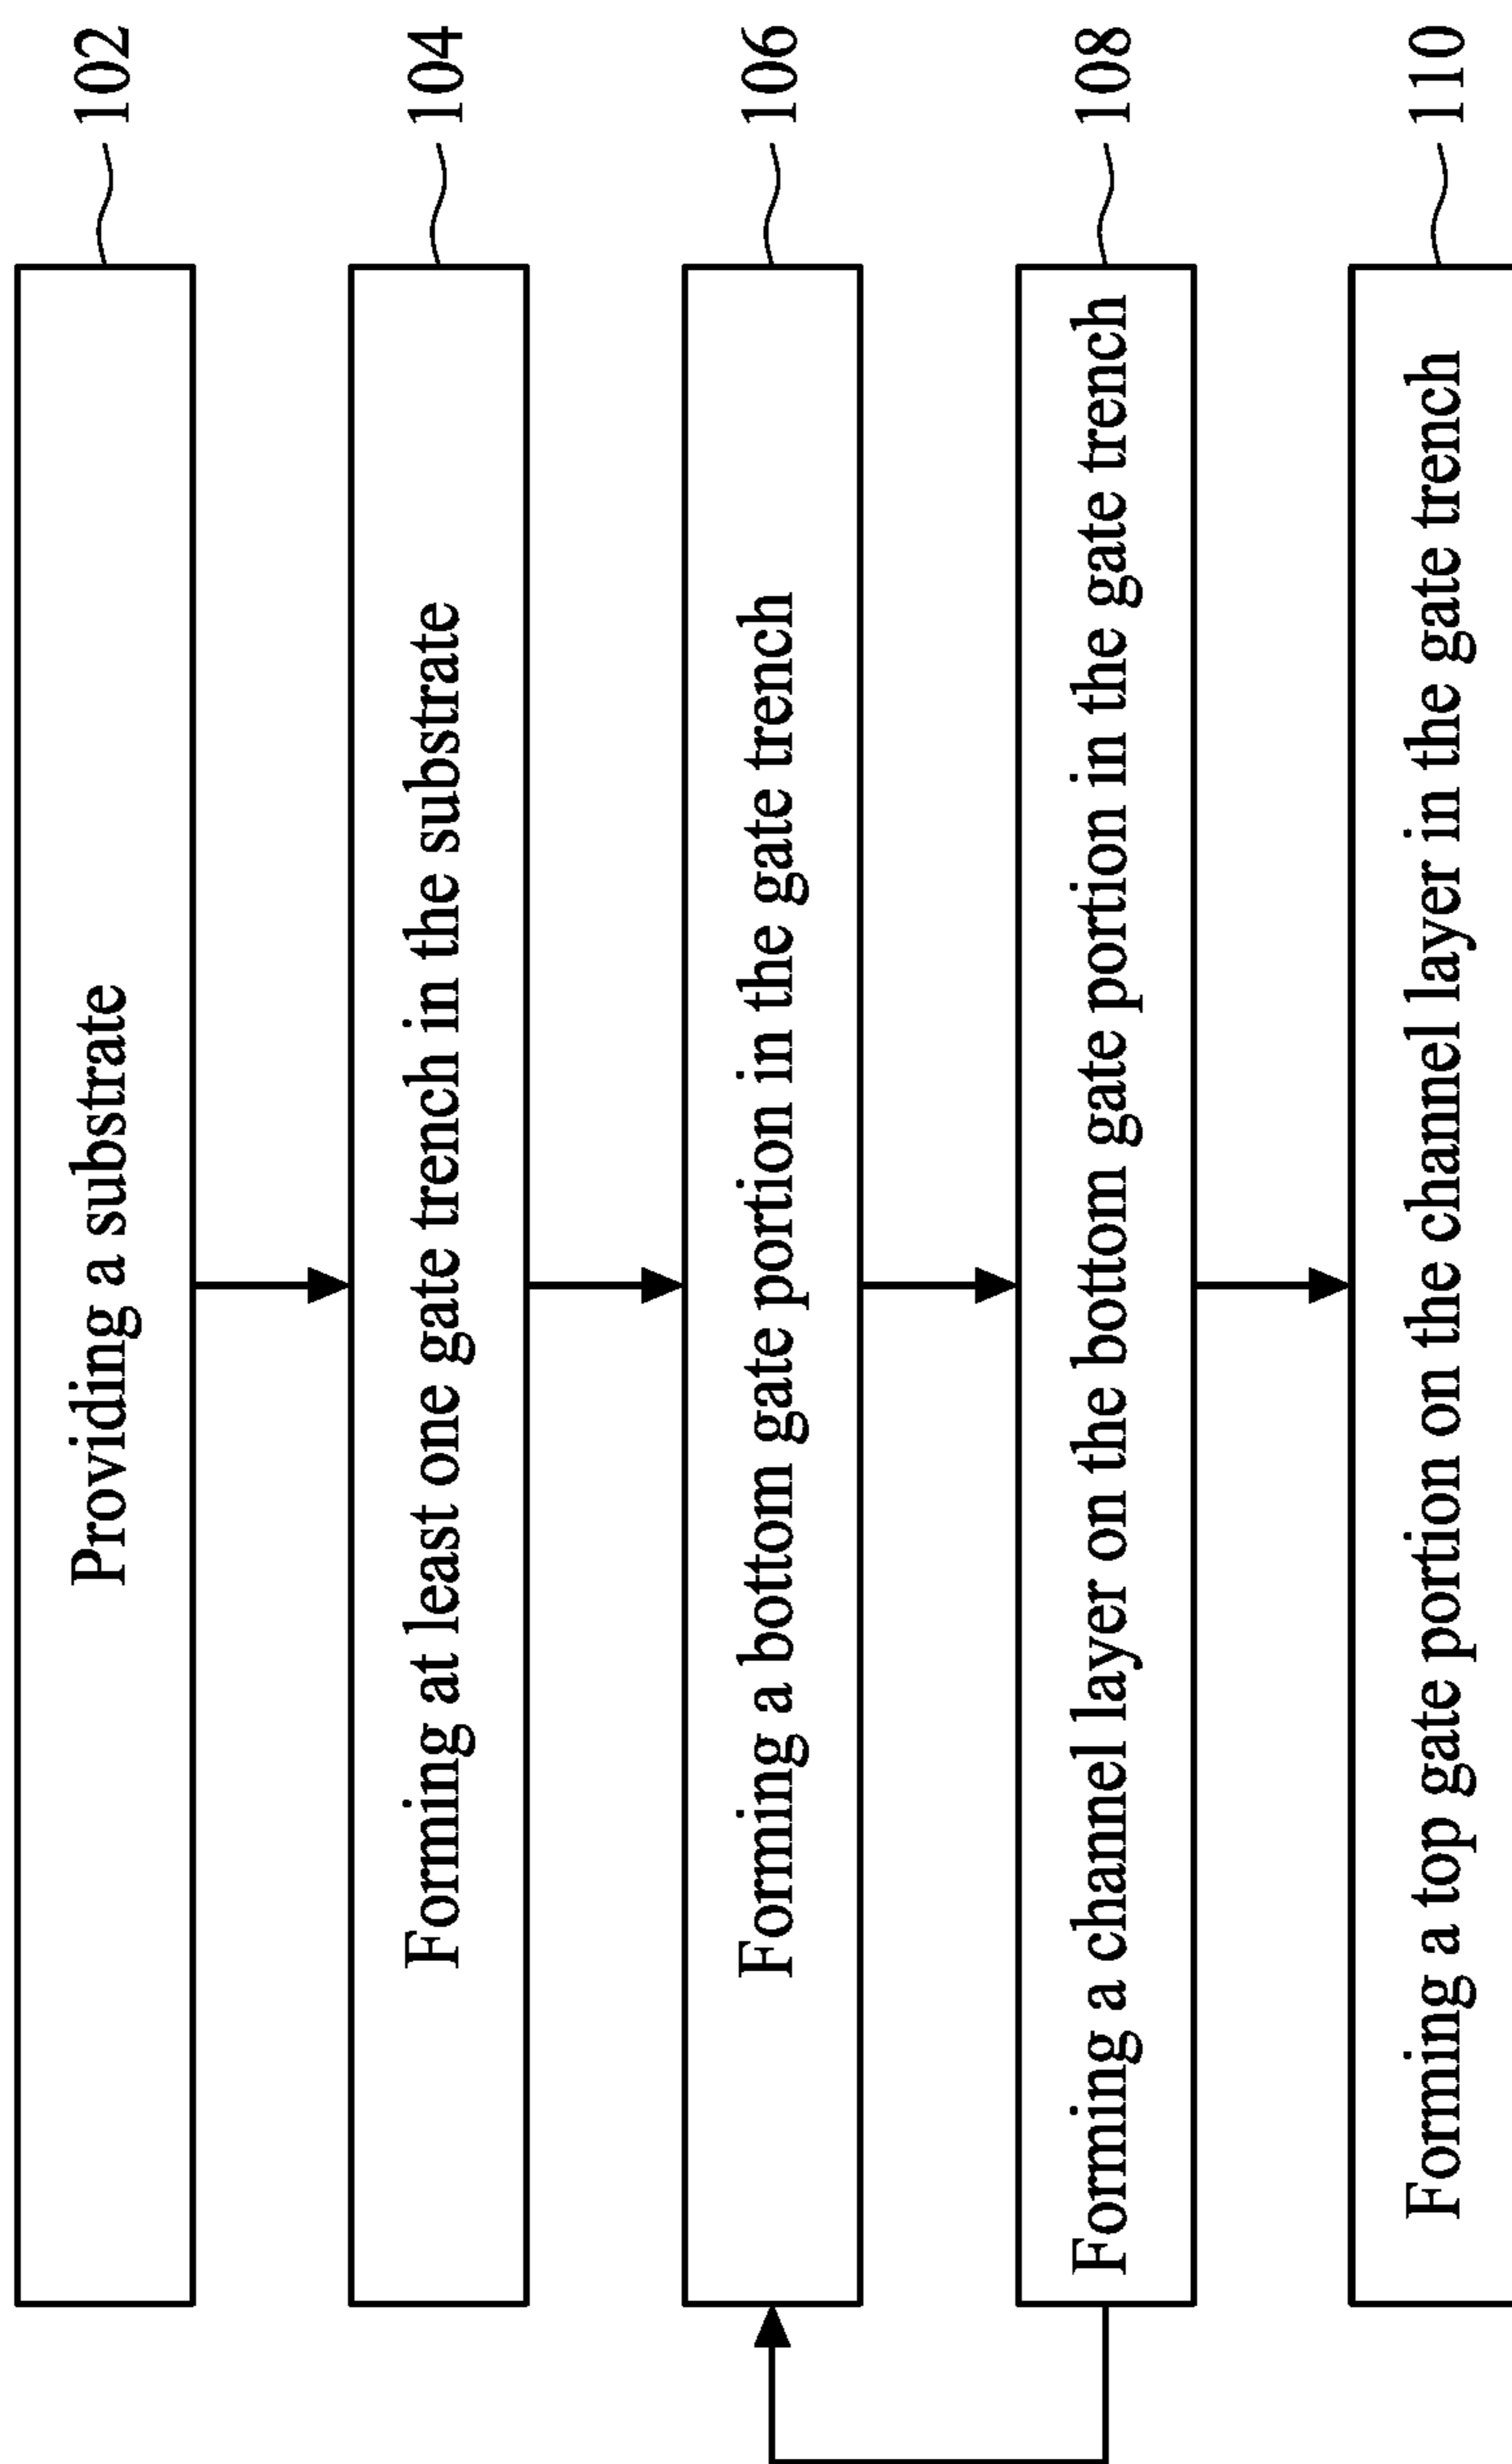 Providing a substrate 102
Forming at least one gate trench in the substrate 104
Forming a bottom gate portion in the gate trench 106
Forming a channel layer on the bottom gate portion in the gate trench 108
Forming a top gate portion on the channel layer in the gate trench 110